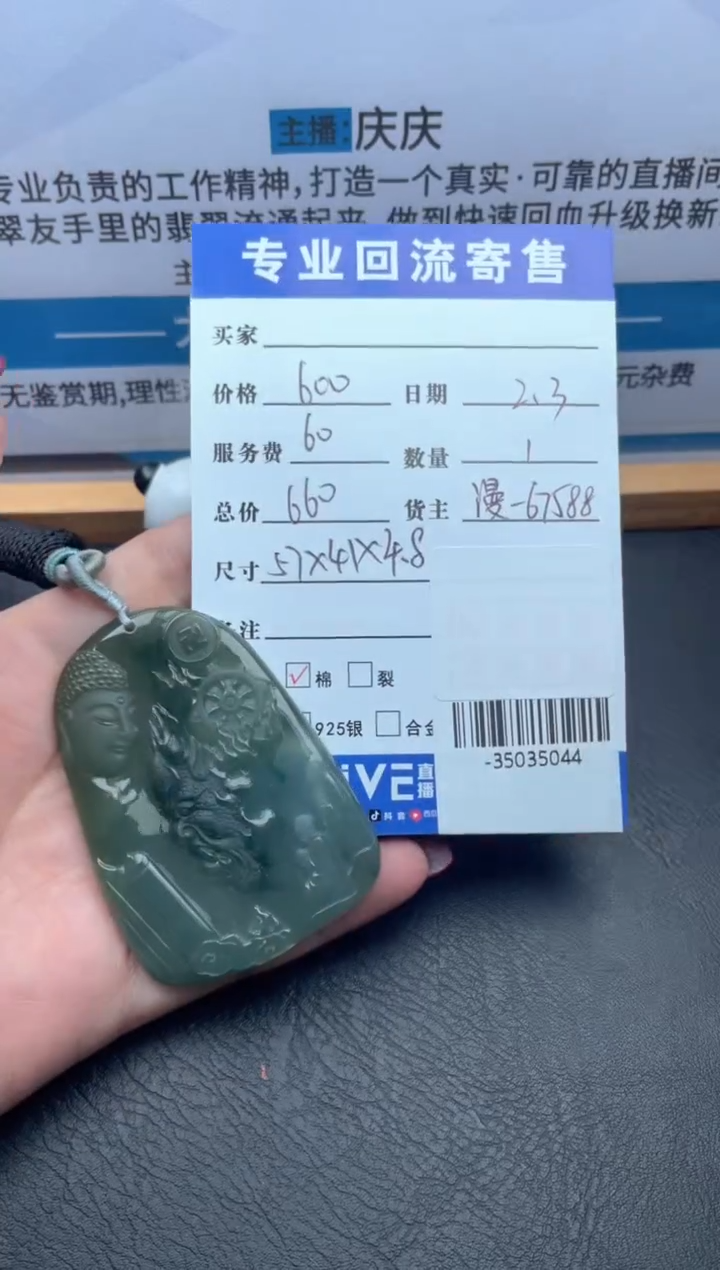 主播:庆庆
专业负责的工作精神,打造一个真实·可靠的直播间
翠友手里的翡翠流通起来,做到快速回血升级换新
专业回流寄售
买家
价格 600 日期 2.3
无鉴赏期,理性
元杂费
服务费 60 数量 1
总价 660 货主 漫-67588
尺寸 57X41X4.8
注
棉 裂
925银 合金
-35035044
IVE 直播
抖音